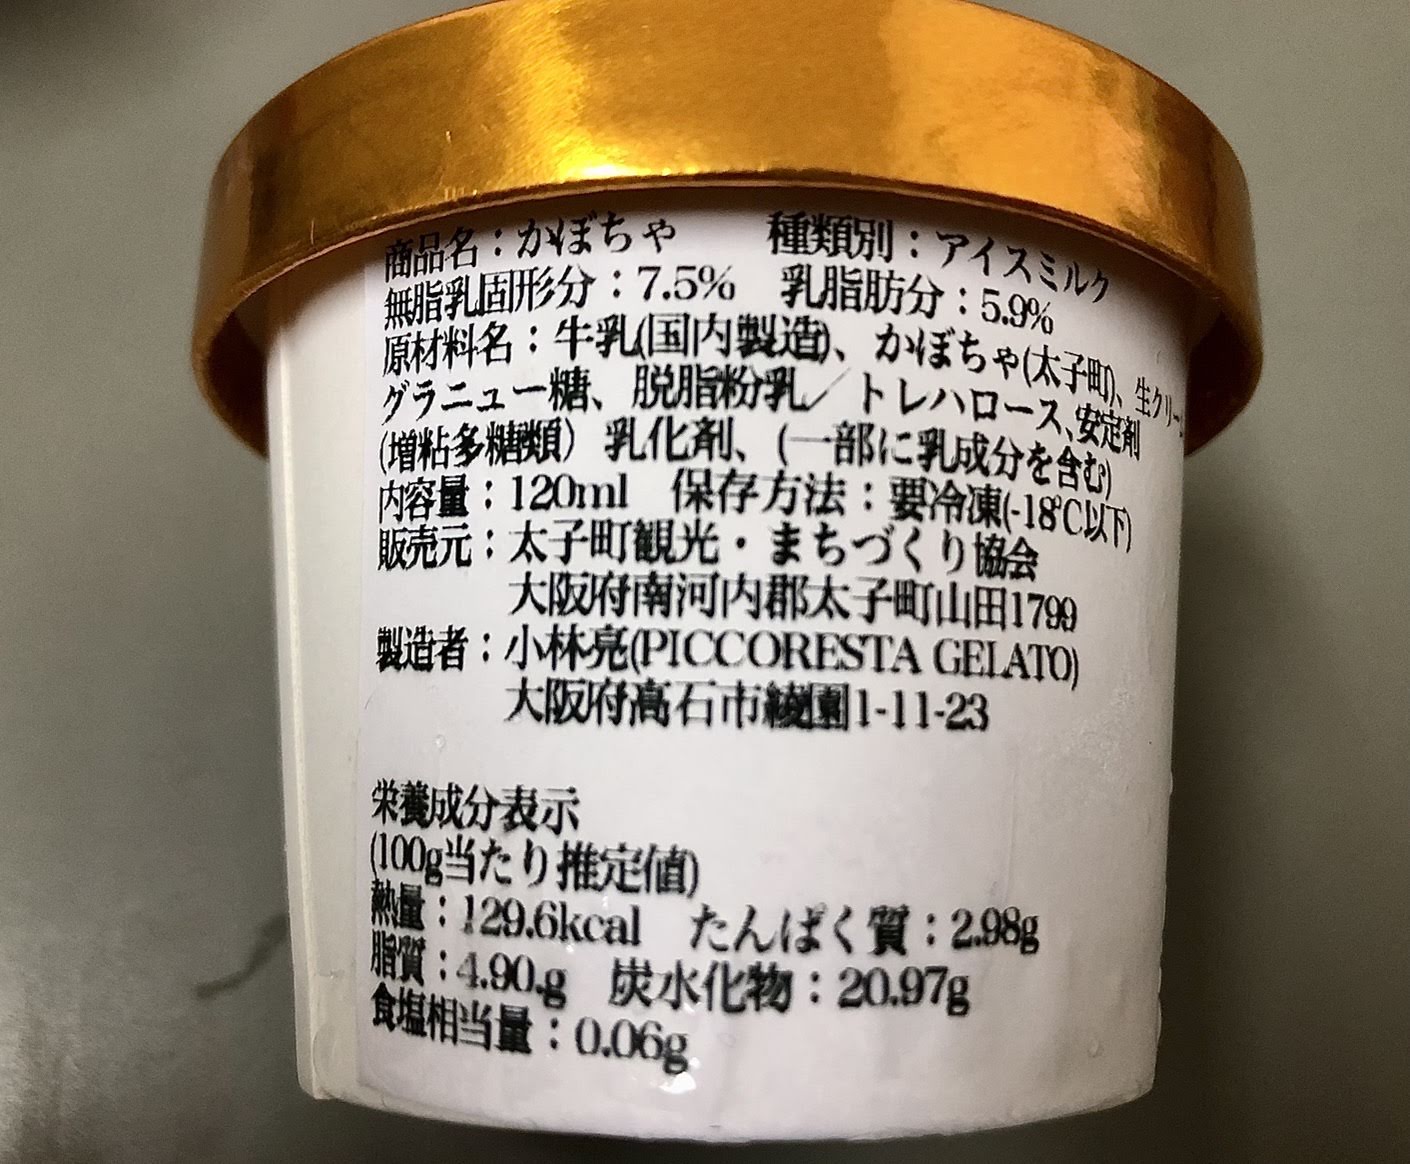 商品名：かぼちゃ　種類別：アイスミルク
無脂乳固形分：7.5%　乳脂肪分：5.9%
原材料名：牛乳(国内製造)、かぼちゃ(太子町)、生クリー
グラニュー糖、脱脂粉乳／トレハロース、安定剤
(増粘多糖類）乳化剤、(一部に乳成分を含む)
内容量：120ml　保存方法：要冷凍(-18℃以下)
販売元：太子町観光・まちづくり協会
大阪府南河内郡太子町山田1799
製造者：小林亮(PICCORESTA GELATO)
大阪府高石市綾園1-11-23
栄養成分表示
(100g当たり推定値)
熱量：129.6kcal　たんぱく質：2.98g
脂質：4.90.g　炭水化物：20.97g
食塩相当量：0.06g